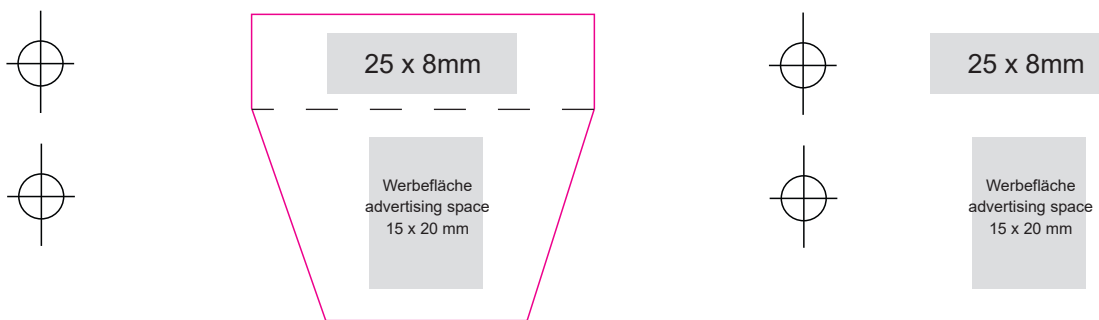 25 x 8mm
25 x 8mm
Werbefläche
advertising space
15 x 20 mm
Werbefläche
advertising space
15 x 20 mm